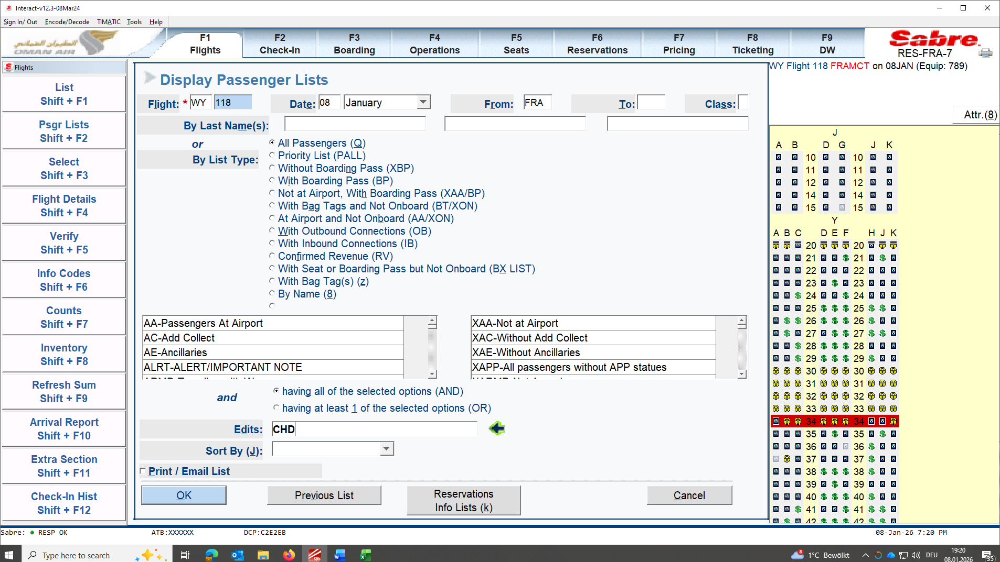 Interact-v12.3-08Mar24
Sign In/ Out Encode/Decode TIMATIC Tools Help
الطيران العماني
OMAN AIR
F1 Flights
F2 Check-In
F3 Boarding
F4 Operations
F5 Seats
F6 Reservations
F7 Pricing
F8 Ticketing
F9 DW
Sabre.
RES-FRA-7
WY Flight 118 FRAMCT on 08JAN (Equip: 789)
Attr.(8)
Flights
List
Shift + F1
Psgr Lists
Shift + F2
Select
Shift + F3
Flight Details
Shift + F4
Verify
Shift + F5
Info Codes
Shift + F6
Counts
Shift + F7
Inventory
Shift + F8
Refresh Sum
Shift + F9
Arrival Report
Shift + F10
Extra Section
Shift + F11
Check-In Hist
Shift + F12
Display Passenger Lists
Flight: * WY 118 Date: 08 January From: FRA To: Class:
By Last Name(s):
or
By List Type:
All Passengers (Q)
Priority List (PALL)
Without Boarding Pass (XBP)
With Boarding Pass (BP)
Not at Airport, With Boarding Pass (XAA/BP)
With Bag Tags and Not Onboard (BT/XON)
At Airport and Not Onboard (AA/XON)
With Outbound Connections (OB)
With Inbound Connections (IB)
Confirmed Revenue (RV)
With Seat or Boarding Pass but Not Onboard (BX LIST)
With Bag Tag(s) (z)
By Name (8)
AA-Passengers At Airport
AC-Add Collect
AE-Ancillaries
ALRT-ALERT/IMPORTANT NOTE
XAA-Not at Airport
XAC-Without Add Collect
XAE-Without Ancillaries
XAPP-All passengers without APP statues
and
having all of the selected options (AND)
having at least 1 of the selected options (OR)
Edits: CHD
Sort By (J):
Print / Email List
OK
Previous List
Reservations
Info Lists (k)
Cancel
J
A B D G J K
10 10
11 11
12 12
14 14
15 15
Y
A B C D E F H J K
20 20
21 $ 21 $
22 22
23 $ 23
$ 24 $ 24
25 $ $ $ 25 $ $
$ $ 26 $ $ $ 26 $
$ 27 $ $ 27 $ $
$ 28 $ $ $ 28 $
$ 29 $ $ $ 29 $
30 30
31 31
32 32
33 33
34 34
35 $ 35 $
36 36 $
37 37 $
38 $ $ $ 38 $
39 $ 39
40 $ $ $ 40 $ $
$ 41 $ $ 41 $ $
$ $ 42 $ $ $ 42 $ $
Sabre: RESP OK ATB:XXXXXX DCP:C2E2EB 08-Jan-26 7:20 PM
Type here to search
Qik
8
1°C Bewölkt
DEU
19:20
08.01.2026
35